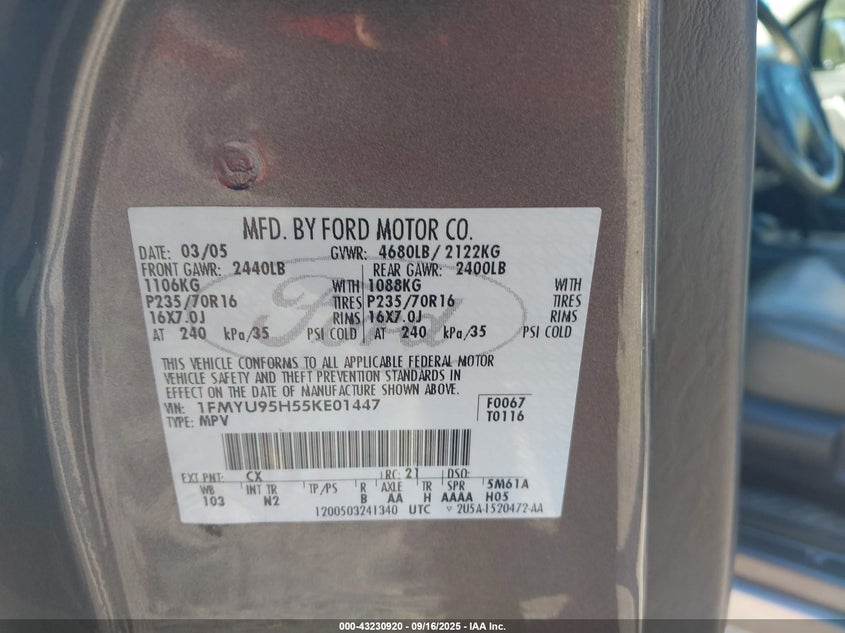 MFD. BY FORD MOTOR CO.
DATE: 03/05 GVWR: 4680LB/ 2122KG
FRONT GAWR: 2440LB REAR GAWR: 2400LB
1106KG WITH 1088KG WITH
P235/70R16 TIRES P235/70R16 TIRES
16X7.0J RIMS 16X7.0J RIMS
AT 240 kPa/35 PSI COLD AT 240 kPa/35 PSI COLD
Ford
THIS VEHICLE CONFORMS TO ALL APPLICABLE FEDERAL MOTOR
VEHICLE SAFETY AND THEFT PREVENTION STANDARDS IN
EFFECT ON THE DATE OF MANUFACTURE SHOWN ABOVE.
VIN: 1FMYU95H55KE01447 F0067
TYPE: MPV T0116
EXT PNT: CX RC: 21 DSO:
WB INT TR TP/PS R AXLE TR SPR 5M61A
103 N2 B AA H AAAA H05
1200503241340 UTC 2U5A-1520472-AA
000-43230920 - 09/16/2025 - IAA Inc.